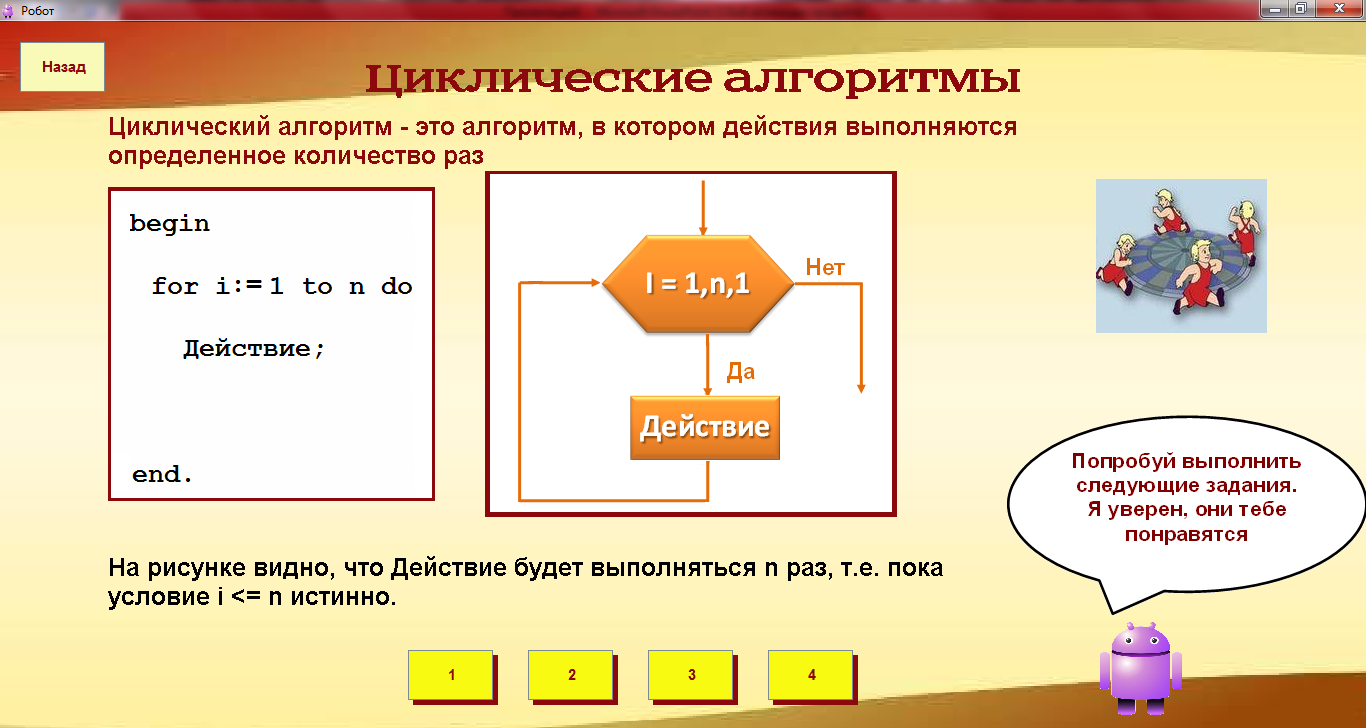 Робот
Назад
Циклические алгоритмы
Циклический алгоритм - это алгоритм, в котором действия выполняются
определенное количество раз
begin
for i:= 1 to n do
Действие;
end.
I = 1,n,1
Нет
Да
Действие
Попробуй выполнить
следующие задания.
Я уверен, они тебе
понравятся
На рисунке видно, что Действие будет выполняться n раз, т.е. пока
условие i <= n истинно.
1
2
3
4